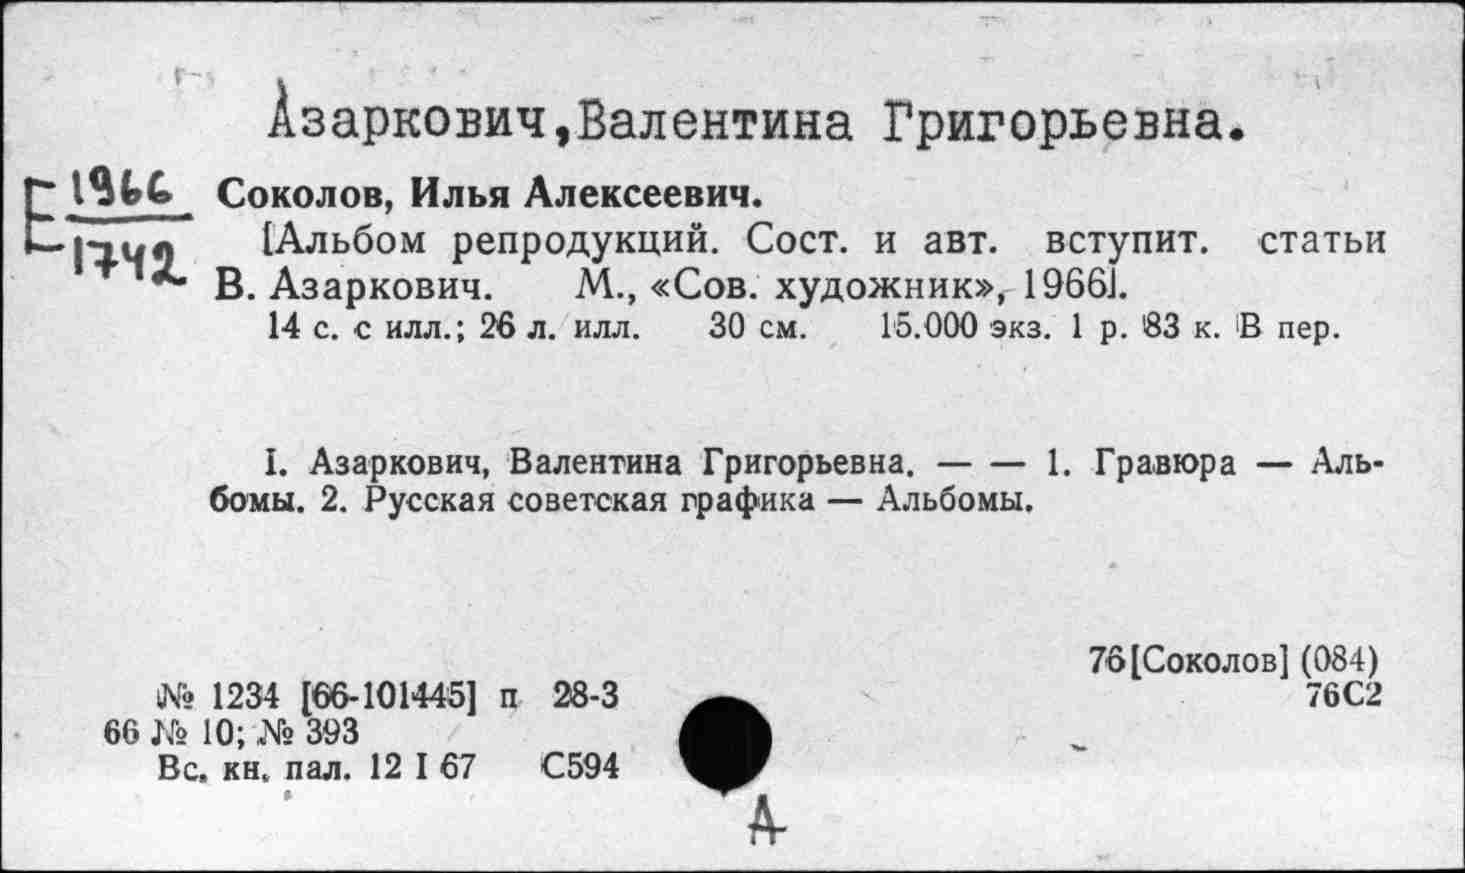 Азаркович,Валентина Григорьевна.
E 1966
1742
Соколов, Илья Алексеевич.
[Альбом репродукций. Сост. и авт. вступит. статьи
В. Азаркович. М., «Сов. художник», 1966].
14 с. с илл.; 26 л. илл. 30 см. 15.000 экз. 1 р. 83 к. В пер.
I. Азаркович, Валентина Григорьевна. — — 1. Гравюра — Аль-
бомы. 2. Русская советская графика — Альбомы.
76[Соколов] (084)
76С2
№ 1234 [66-101445] п 28-3
66 № 10; № 393
Вс. кн. пал. 12 I 67 С594
А